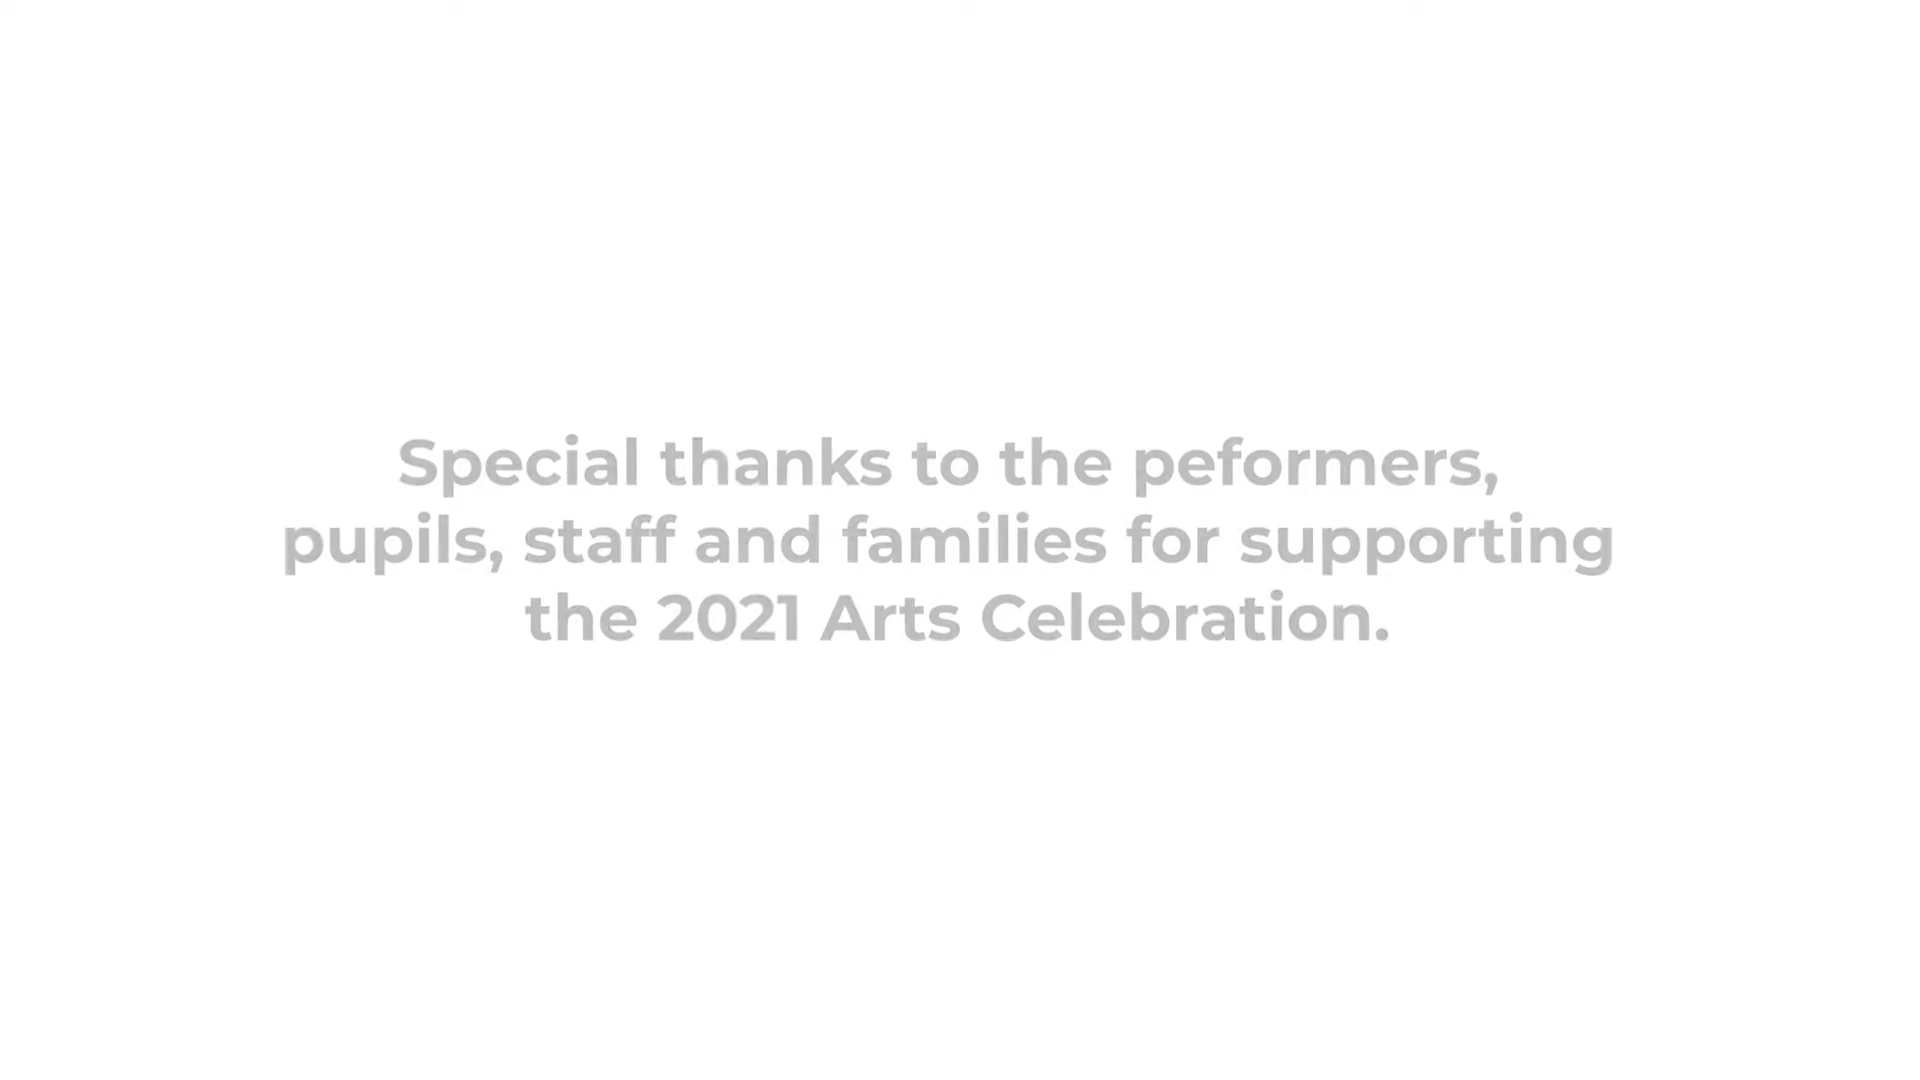 Special thanks to the peformers,
pupils, staff and families for supporting
the 2021 Arts Celebration.